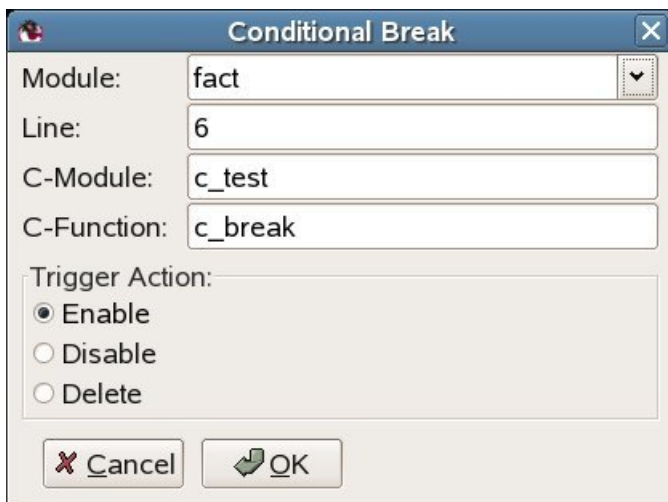 Conditional Break
Module: fact
Line: 6
C-Module: c_test
C-Function: c_break
Trigger Action:
Enable
Disable
Delete
Cancel OK